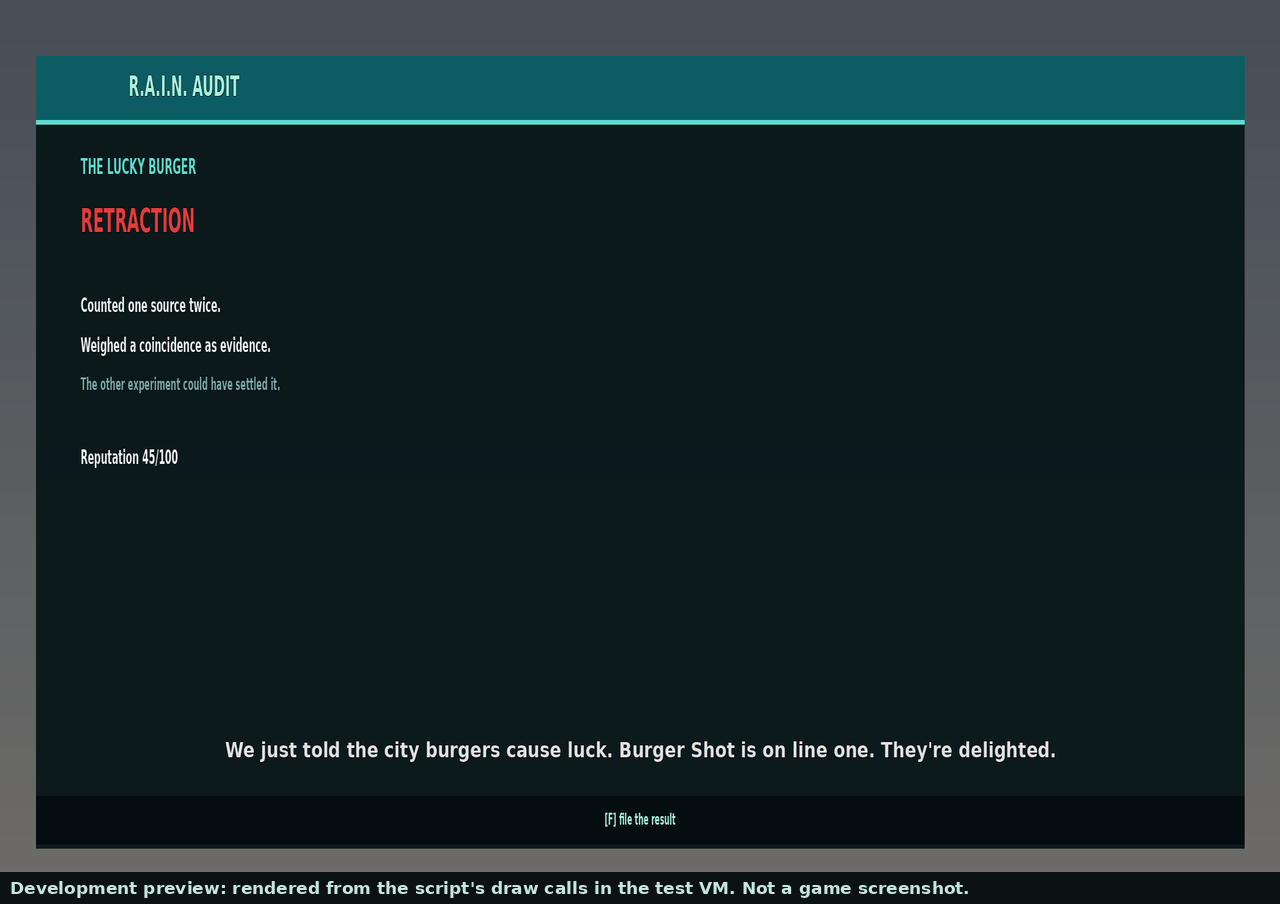 R.A.I.N. AUDIT
THE LUCKY BURGER
RETRACTION
Counted one source twice.
Weighed a coincidence as evidence.
The other experiment could have settled it.
Reputation 45/100
We just told the city burgers cause luck. Burger Shot is on line one. They're delighted.
[F] file the result
Development preview: rendered from the script's draw calls in the test VM. Not a game screenshot.